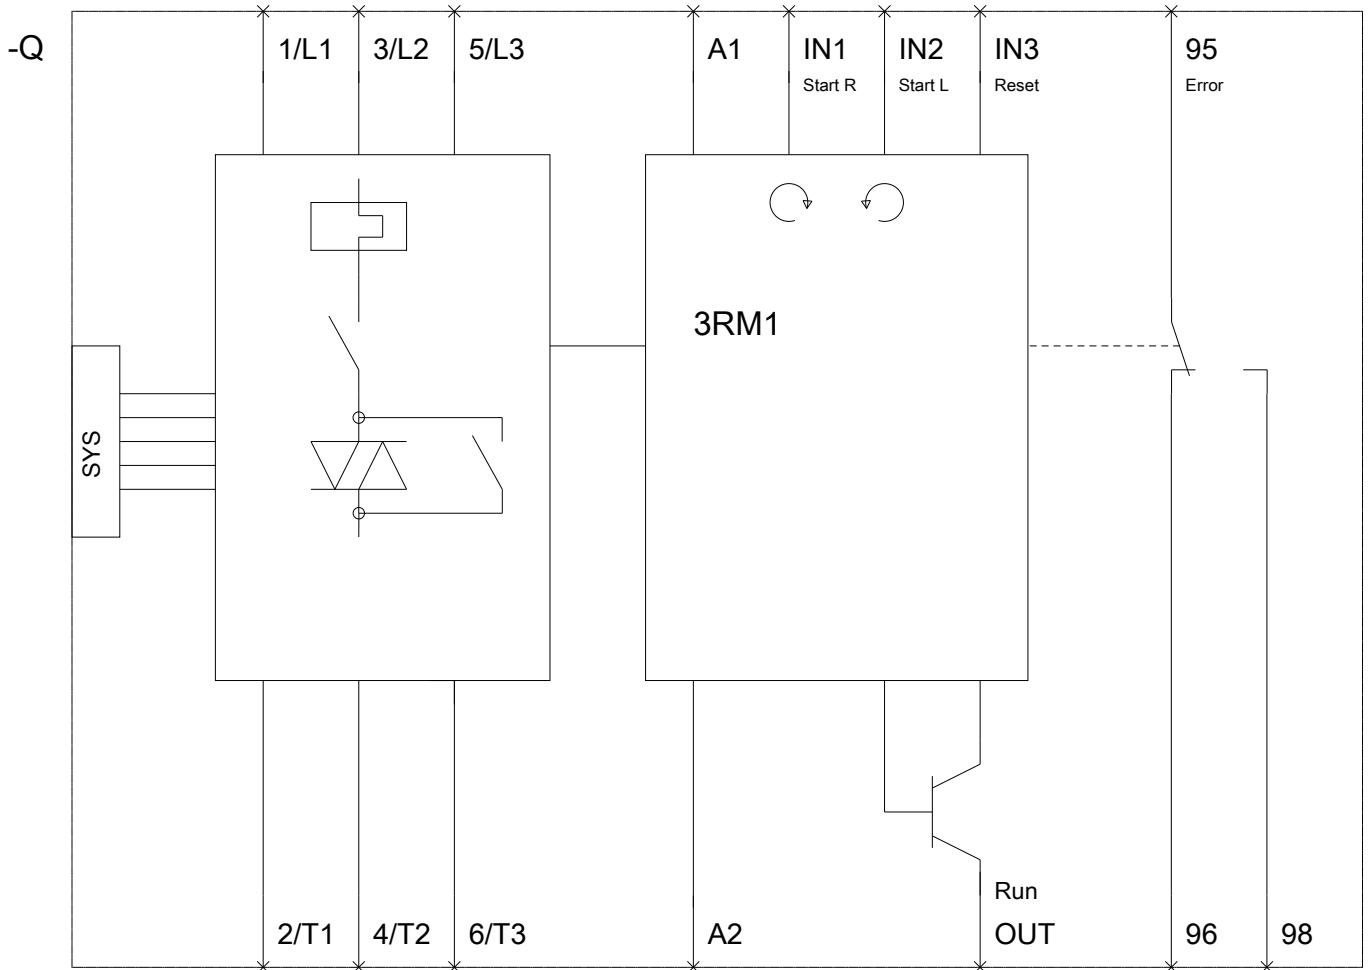 -Q
1/L1 3/L2 5/L3 A1 IN1 IN2 IN3 95
Start R Start L Reset Error
3RM1
SYS
Run
2/T1 4/T2 6/T3 A2 OUT 96 98